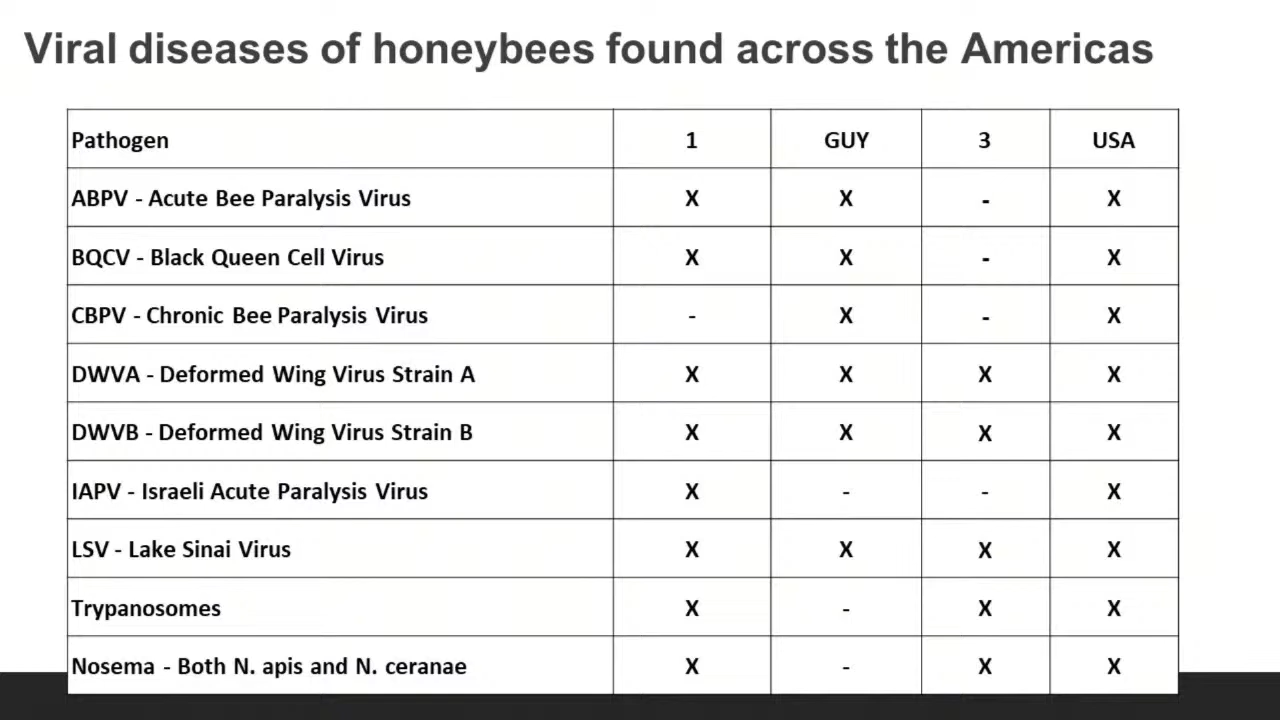 Viral diseases of honeybees found across the Americas
Pathogen 1 GUY 3 USA
ABPV - Acute Bee Paralysis Virus X X - X
BQCV - Black Queen Cell Virus X X - X
CBPV - Chronic Bee Paralysis Virus - X - X
DWVA - Deformed Wing Virus Strain A X X X X
DWVB - Deformed Wing Virus Strain B X X X X
IAPV - Israeli Acute Paralysis Virus X - - X
LSV - Lake Sinai Virus X X X X
Trypanosomes X - X X
Nosema - Both N. apis and N. ceranae X - X X